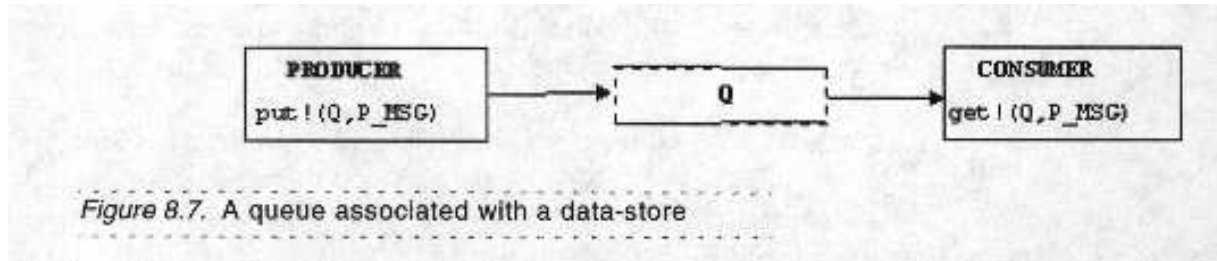 PRODUCER
put!(Q,P_MSG)
Q
CONSUMER
get!(Q,P_MSG)
Figure 8.7. A queue associated with a data-store